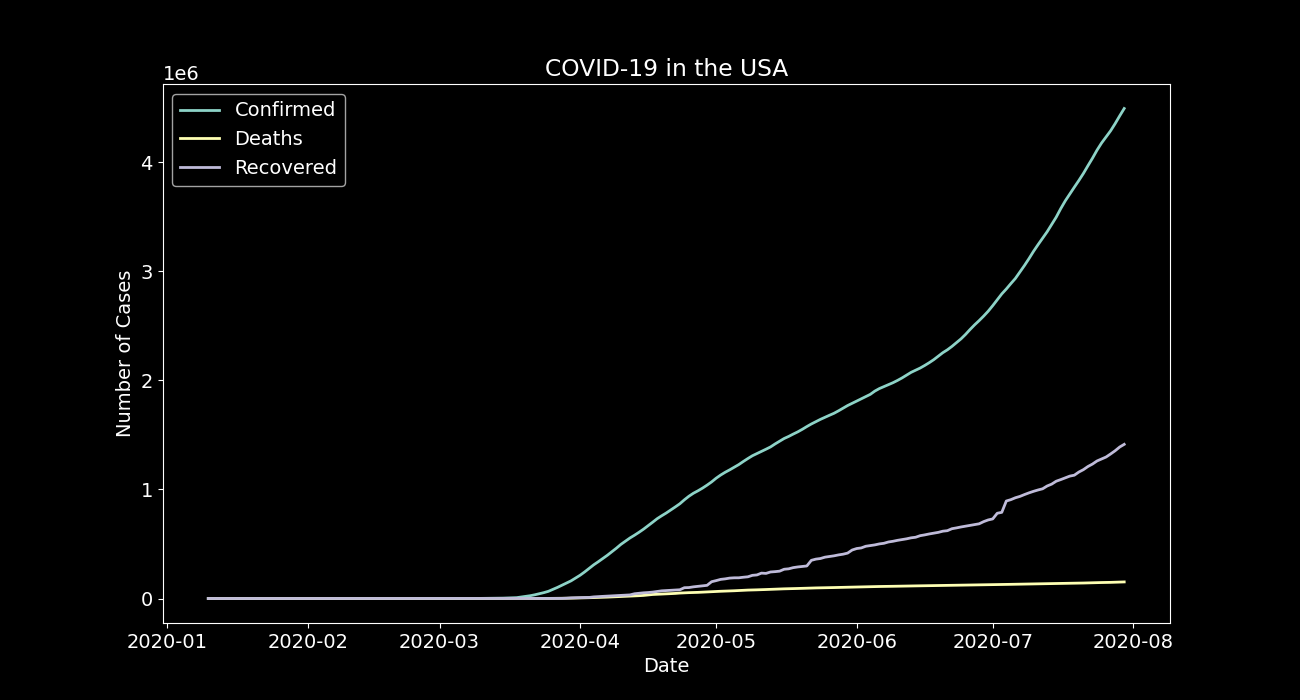 COVID-19 in the USA
1e6
Confirmed
Deaths
Recovered
4
3
2
1
0
Number of Cases
2020-01 2020-02 2020-03 2020-04 2020-05 2020-06 2020-07 2020-08
Date